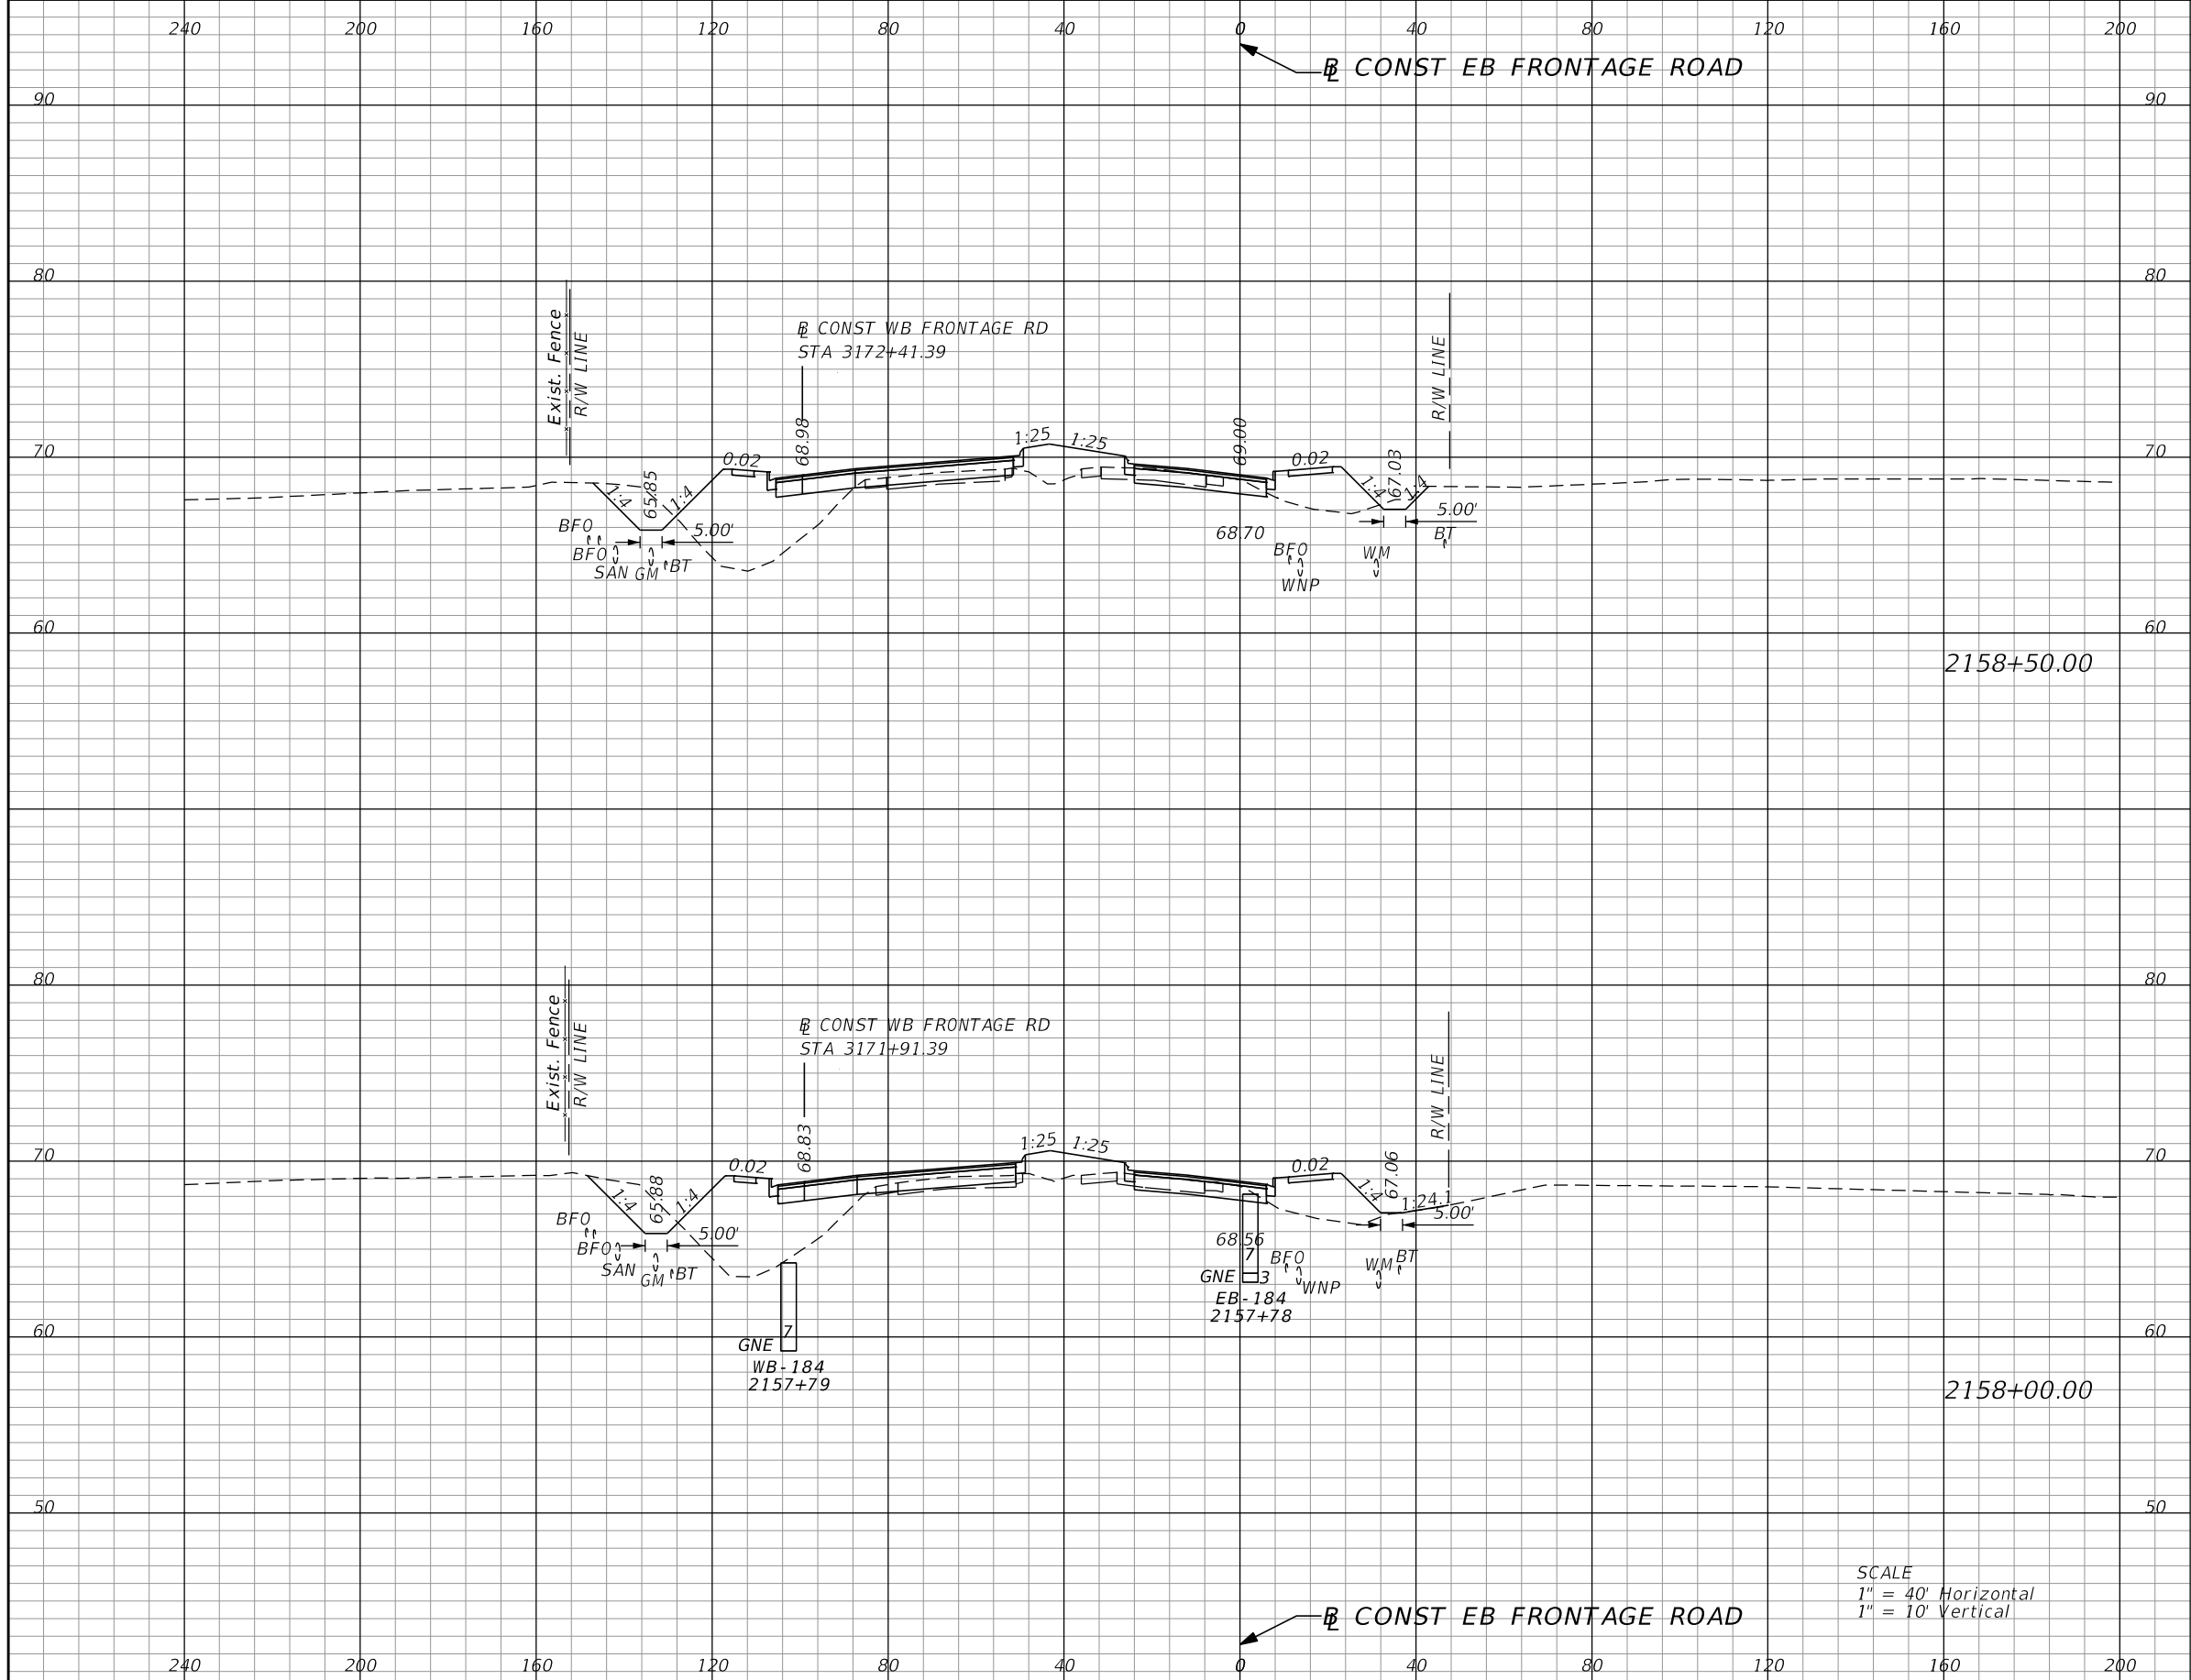 240 200 160 120 80 40 0 40 80 120 160 200
BL CONST EB FRONTAGE ROAD
90 90
80 80
Exist. Fence
R/W LINE
BL CONST WB FRONTAGE RD
STA 3172+41.39
R/W LINE
70 70
1:4
65.85
1:4
0.02
68.98
1:25
1:25
69.00
0.02
1:4
67.03
1:4
5.00'
5.00'
BFO
BFO
SAN
GM
BT
68.70
BFO
WNP
WM
BT
60 60
2158+50.00
80 80
Exist. Fence
R/W LINE
BL CONST WB FRONTAGE RD
STA 3171+91.39
R/W LINE
70 70
1:4
65.88
1:4
0.02
68.83
1:25
1:25
0.02
1:4
67.06
1:24.1
5.00'
5.00'
BFO
BFO
SAN
GM
BT
68.56
7
GNE
3
EB-184
2157+78
BFO
WNP
WM
BT
60 60
7
GNE
WB-184
2157+79
2158+00.00
50 50
SCALE
1" = 40' Horizontal
1" = 10' Vertical
BL CONST EB FRONTAGE ROAD
240 200 160 120 80 40 0 40 80 120 160 200